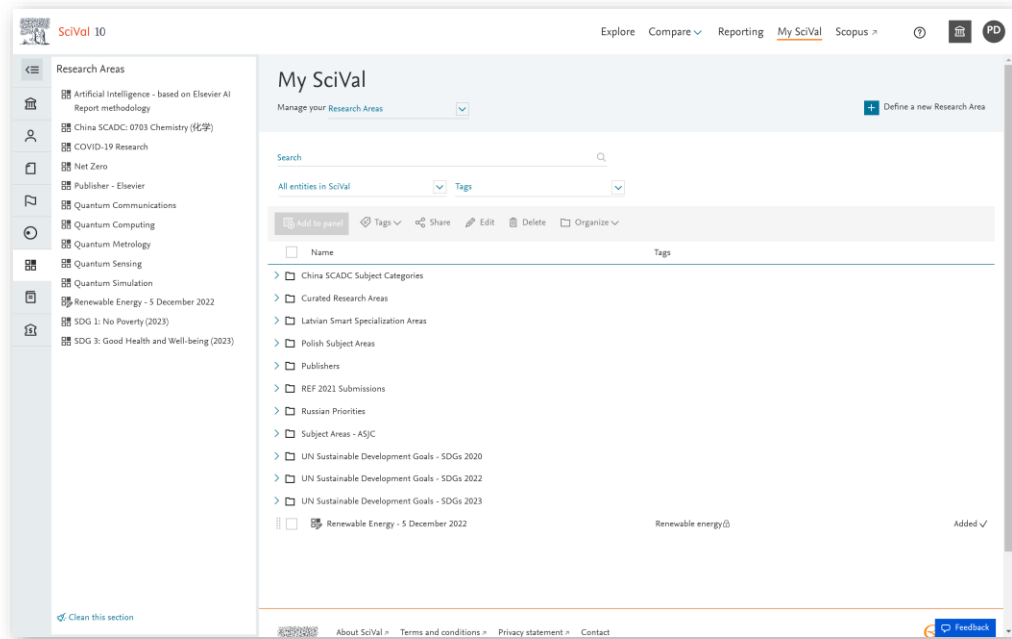 SciVal 10
Explore Compare Reporting My SciVal Scopus PD
Research Areas
Artificial Intelligence - based on Elsevier AI
Report methodology
China SCADC: 0703 Chemistry (化学)
COVID-19 Research
Net Zero
Publisher - Elsevier
Quantum Communications
Quantum Computing
Quantum Metrology
Quantum Sensing
Quantum Simulation
Renewable Energy - 5 December 2022
SDG 1: No Poverty (2023)
SDG 3: Good Health and Well-being (2023)
Clean this section
My SciVal
Manage your Research Areas
Define a new Research Area
Search
All entities in SciVal Tags
Add to panel Tags Share Edit Delete Organize
Name Tags
China SCADC Subject Categories
Curated Research Areas
Latvian Smart Specialization Areas
Polish Subject Areas
Publishers
REF 2021 Submissions
Russian Priorities
Subject Areas - ASJC
UN Sustainable Development Goals - SDGs 2020
UN Sustainable Development Goals - SDGs 2022
UN Sustainable Development Goals - SDGs 2023
Renewable Energy - 5 December 2022 Renewable energy Added
About SciVal Terms and conditions Privacy statement Contact
Feedback